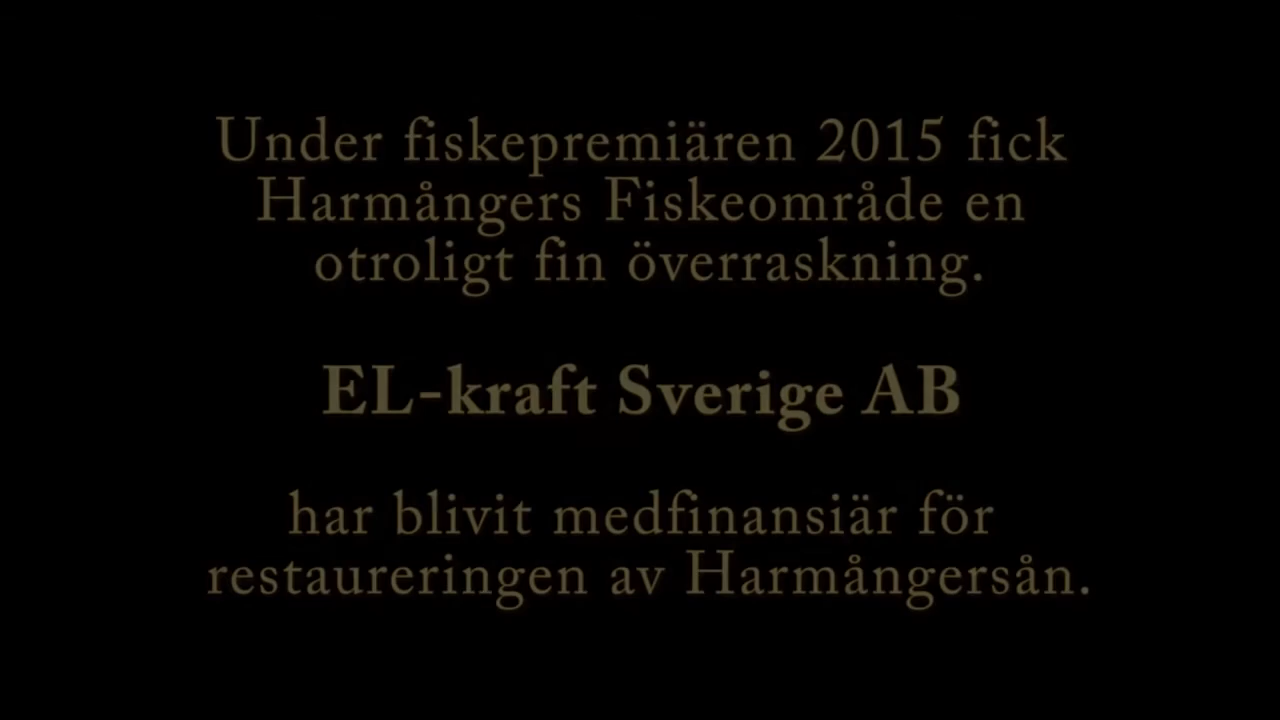 Under fiskepremiären 2015 fick
Harmångers Fiskeområde en
otroligt fin överraskning.
EL-kraft Sverige AB
har blivit medfinansiär för
restaureringen av Harmångersån.